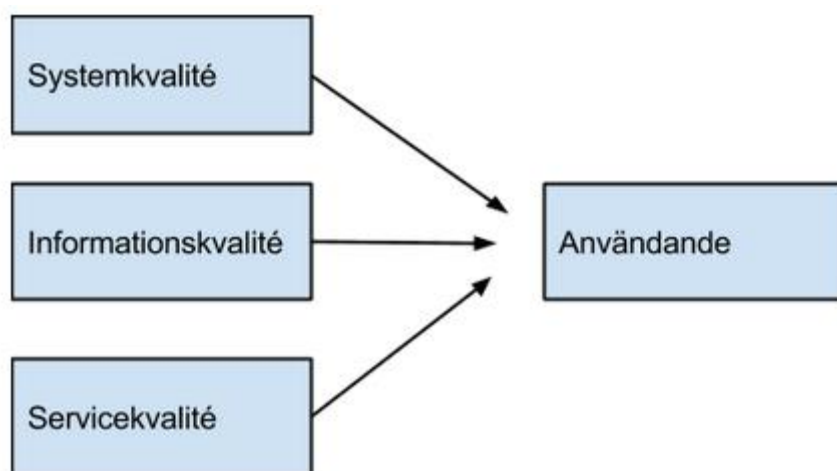 Systemkvalité
Informationskvalité
Användande
Servicekvalité